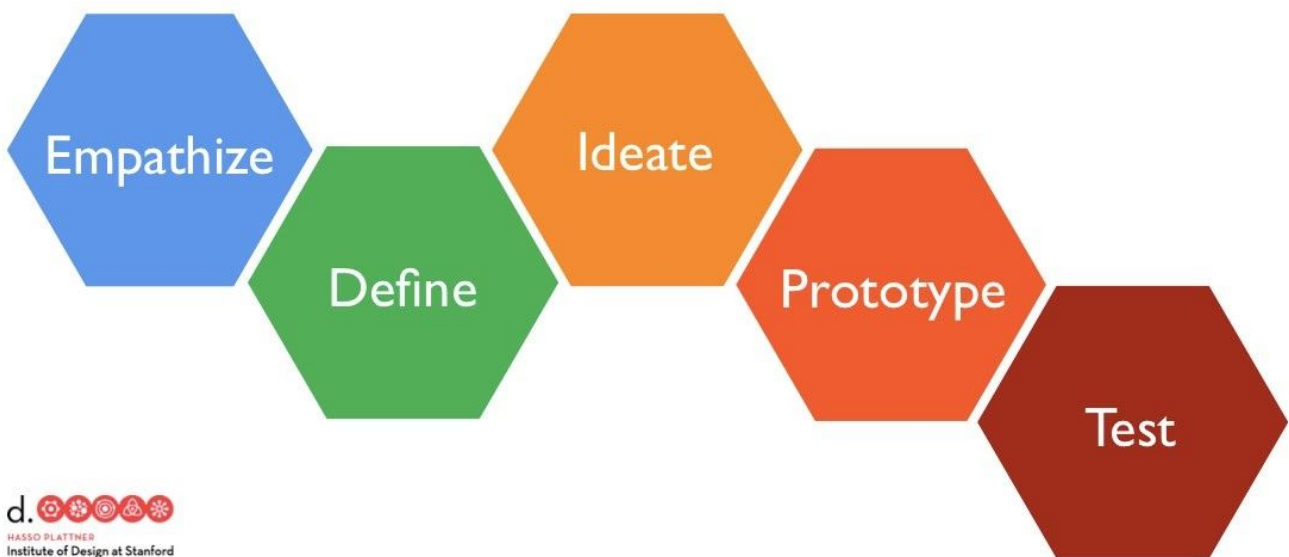 Empathize
Define
Ideate
Prototype
Test
d.
HASSO PLATTNER
Institute of Design at Stanford